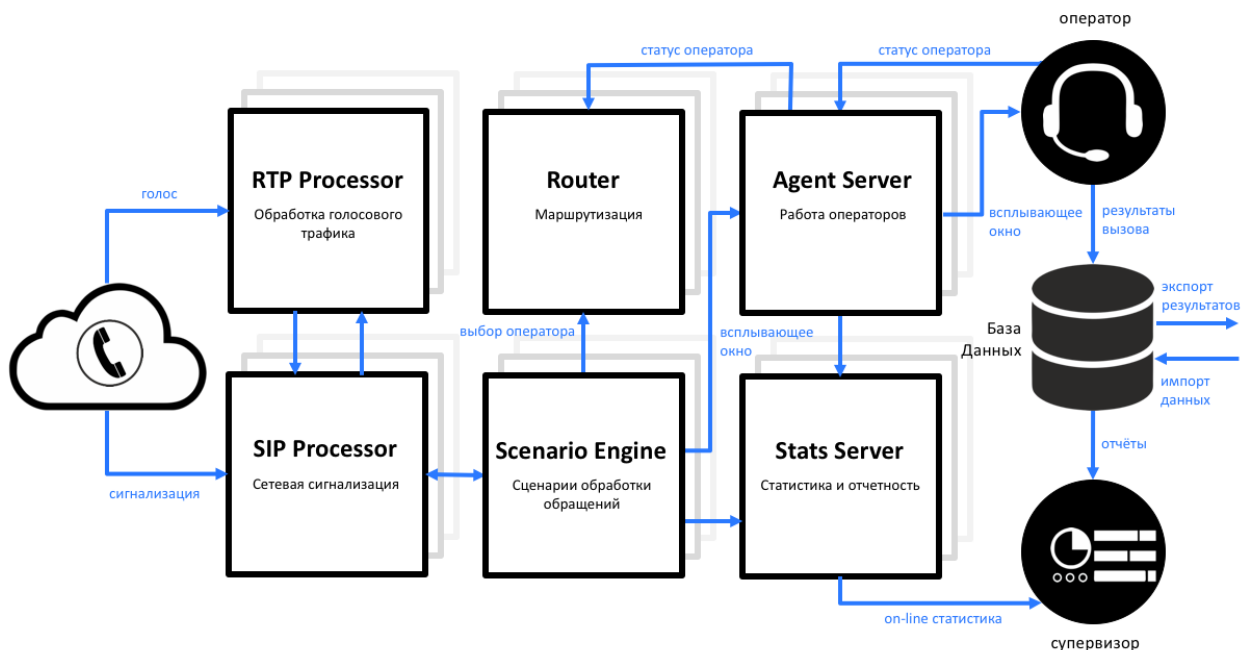 оператор
статус оператора
статус оператора
RTP Processor
Обработка голосового
трафика
Router
Маршрутизация
Agent Server
Работа операторов
голос
всплывающее
окно
результаты
вызова
экспорт
результатов
База
Данных
импорт
данных
выбор оператора
всплывающее
окно
SIP Processor
Сетевая сигнализация
Scenario Engine
Сценарии обработки
обращений
Stats Server
Статистика и отчетность
отчёты
сигнализация
on-line статистика
супервизор